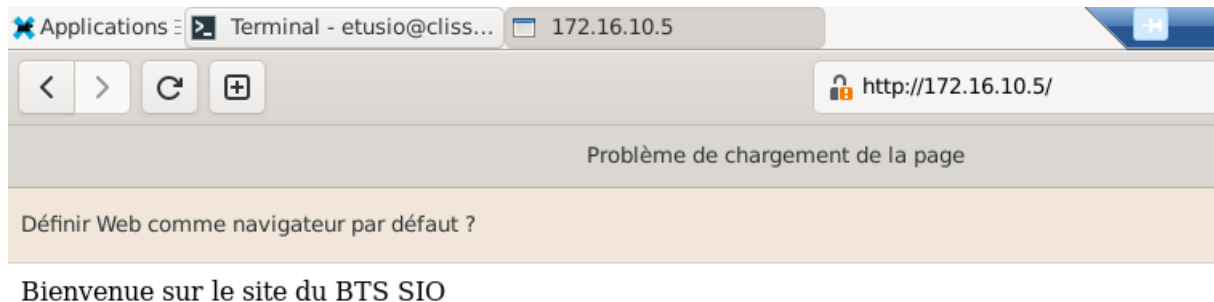 Applications Terminal - etusio@cliss... 172.16.10.5
http://172.16.10.5/
Problème de chargement de la page
Définir Web comme navigateur par défaut ?
Bienvenue sur le site du BTS SIO